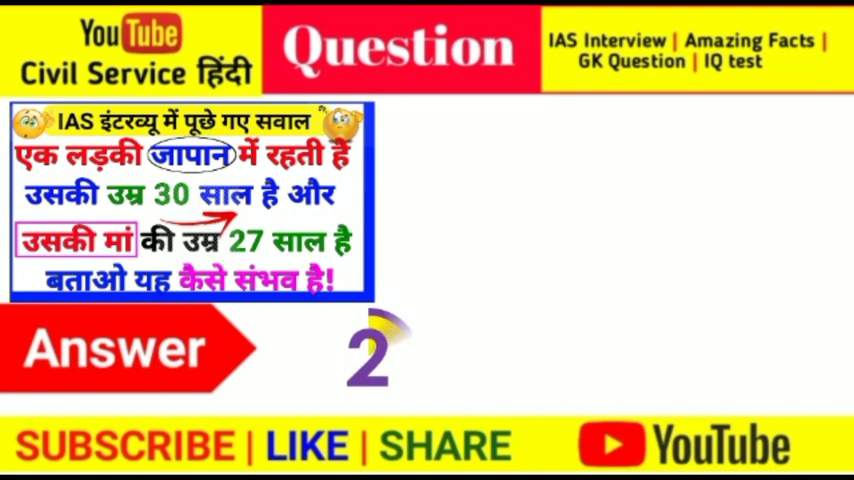 YouTube
Civil Service हिंदी
Question
IAS Interview | Amazing Facts |
GK Question | IQ test
IAS इंटरव्यू में पूछे गए सवाल
एक लड़की जापान में रहती हैं
उसकी उम्र 30 साल है और
उसकी मां की उम्र 27 साल है
बताओ यह कैसे संभव है!
Answer
2
SUBSCRIBE | LIKE | SHARE
YouTube